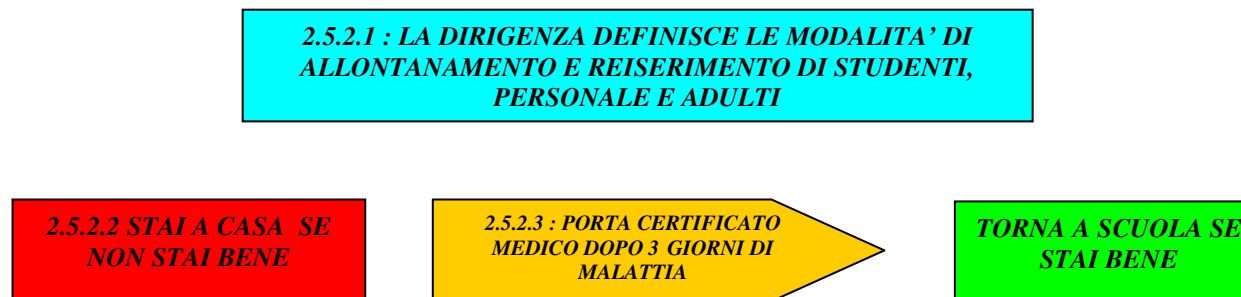 2.5.2.1 : LA DIRIGENZA DEFINISCE LE MODALITA’ DI
ALLONTANAMENTO E REISERIMENTO DI STUDENTI,
PERSONALE E ADULTI
2.5.2.2 STAI A CASA SE
NON STAI BENE
2.5.2.3 : PORTA CERTIFICATO
MEDICO DOPO 3 GIORNI DI
MALATTIA
TORNA A SCUOLA SE
STAI BENE